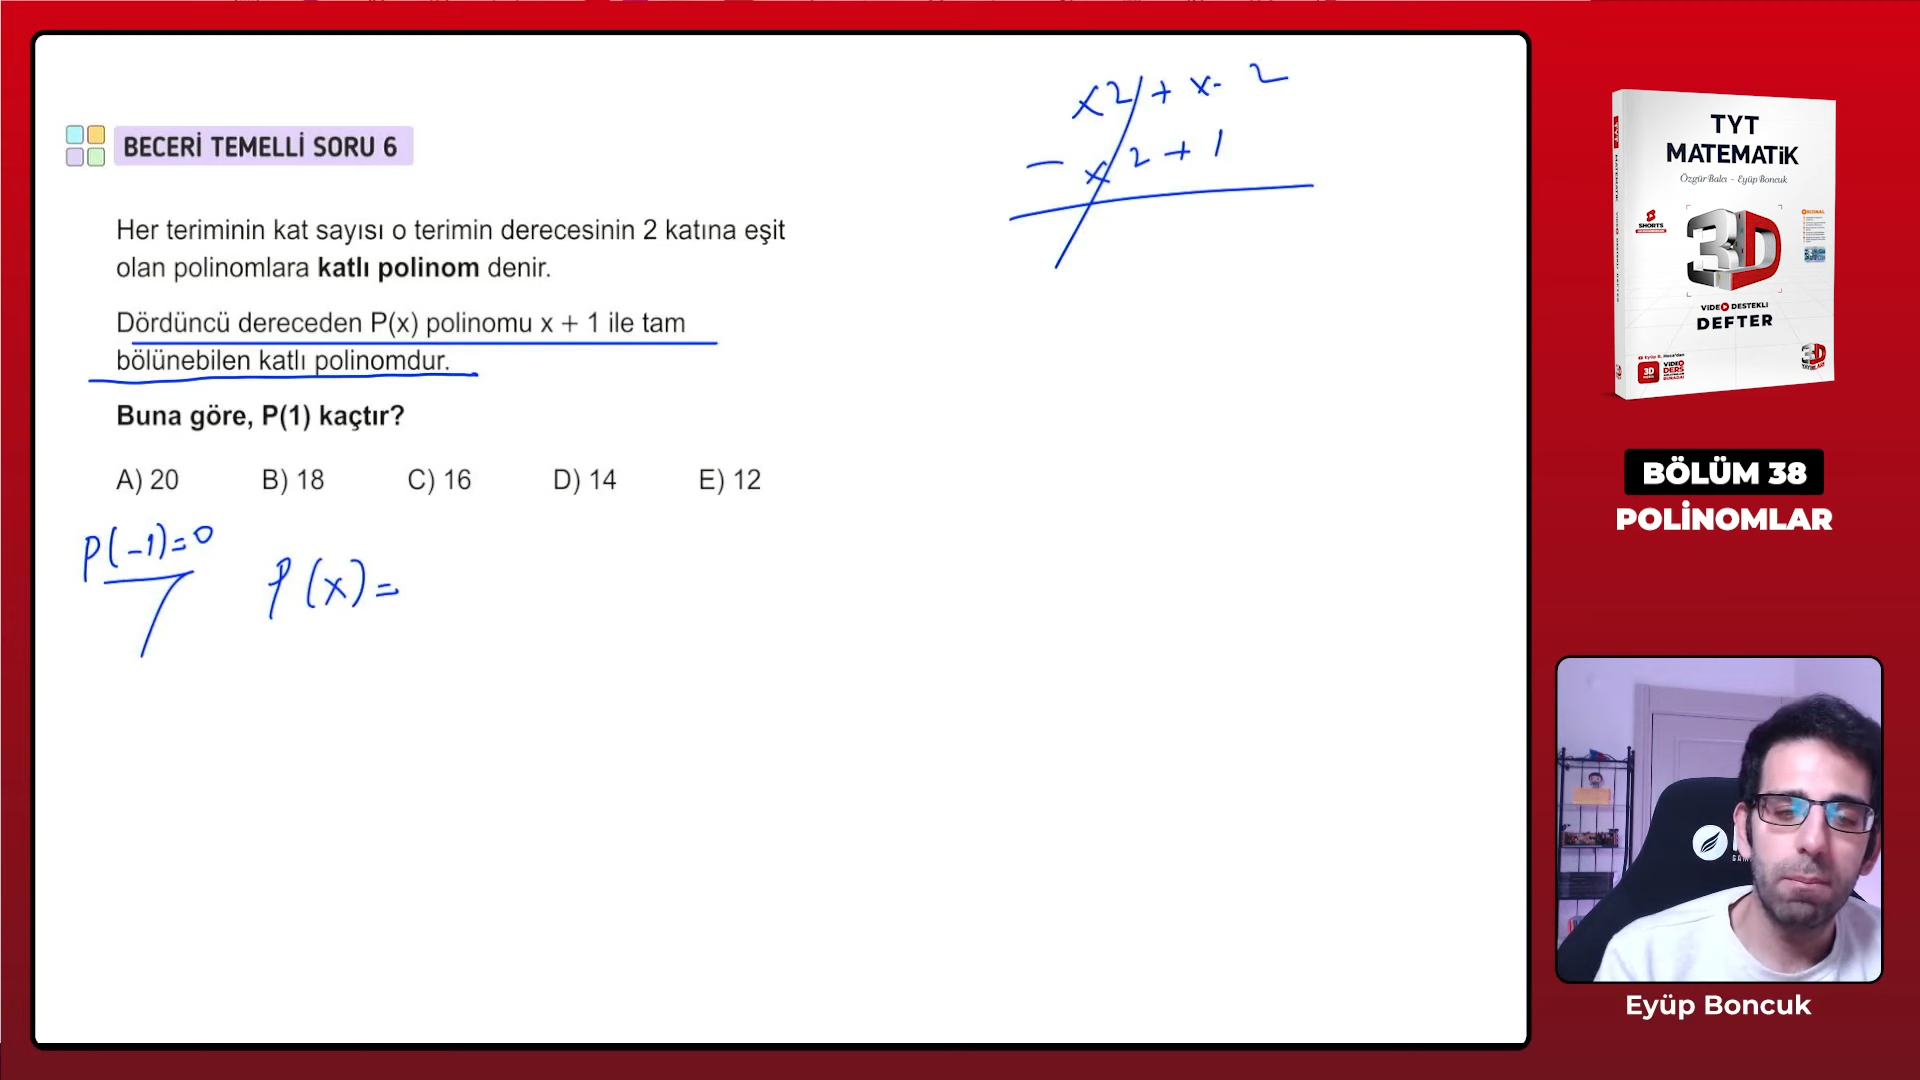 BECERİ TEMELLİ SORU 6
Her teriminin kat sayısı o terimin derecesinin 2 katına eşit
olan polinomlara katlı polinom denir.
Dördüncü dereceden P(x) polinomu x + 1 ile tam
bölünebilen katlı polinomdur.
Buna göre, P(1) kaçtır?
A) 20 B) 18 C) 16 D) 14 E) 12
P(-1)=0
P(x)=
x2 + x- 2
- x2 + 1
TYT
MATEMATİK
Özgür Balcı - Eyüp Boncuk
SHORTS
3D
VIDEO DESTEKLI
DEFTER
BÖLÜM 38
POLİNOMLAR
Eyüp Boncuk